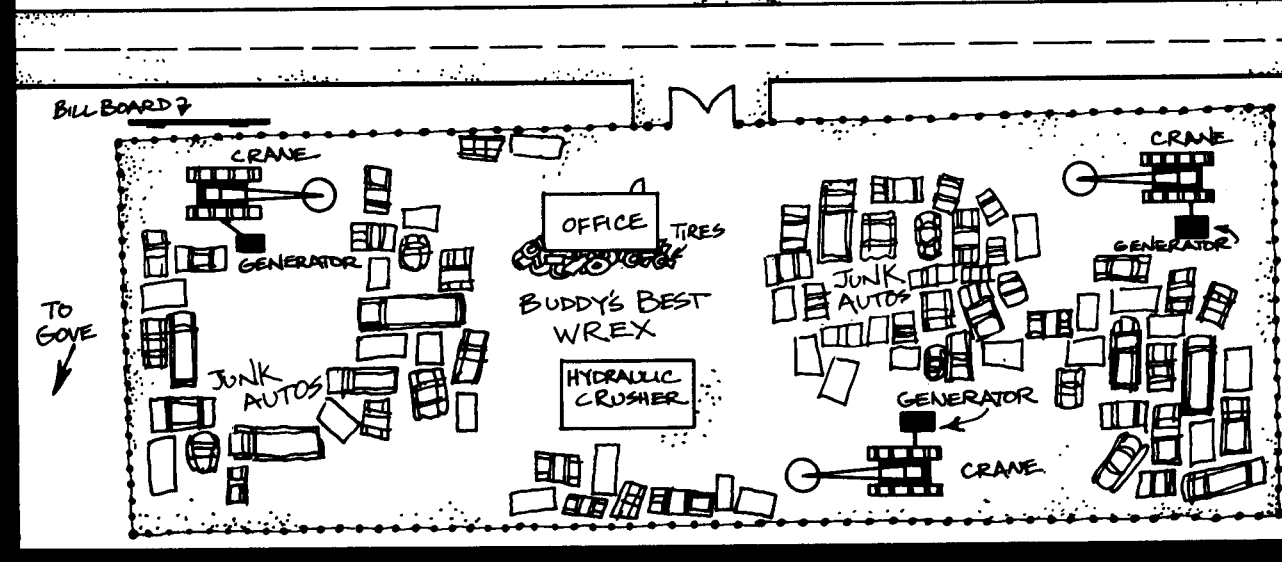 BILLBOARD
CRANE
CRANE
OFFICE
TIRES
GENERATOR
GENERATOR
JUNK
AUTOS
BUDDY'S BEST
WREX
TO
GOVE
JUNK
AUTOS
HYDRAULIC
CRUSHER
GENERATOR
CRANE